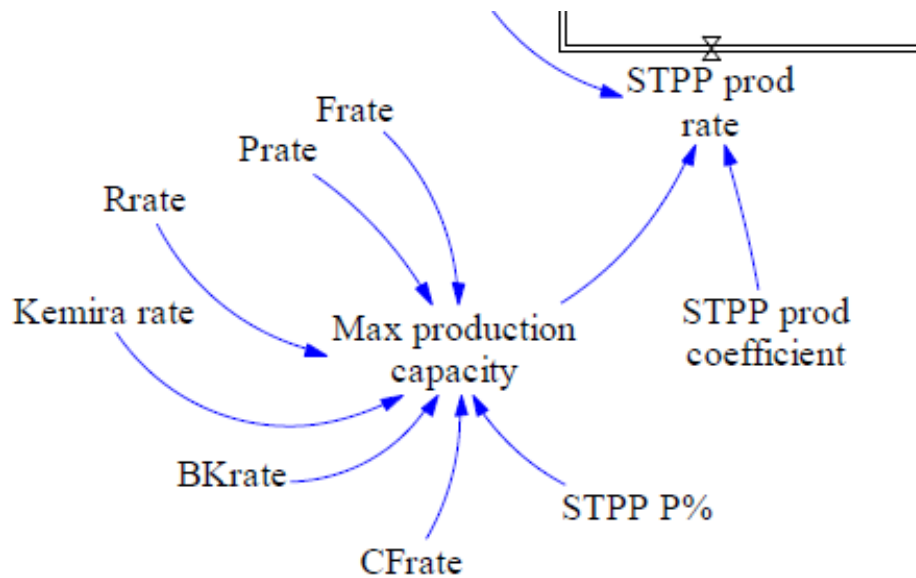 STPP prod
rate
Frate
Prate
Rrate
Kemira rate
Max production
capacity
STPP prod
coefficient
BKrate
STPP P%
CFrate